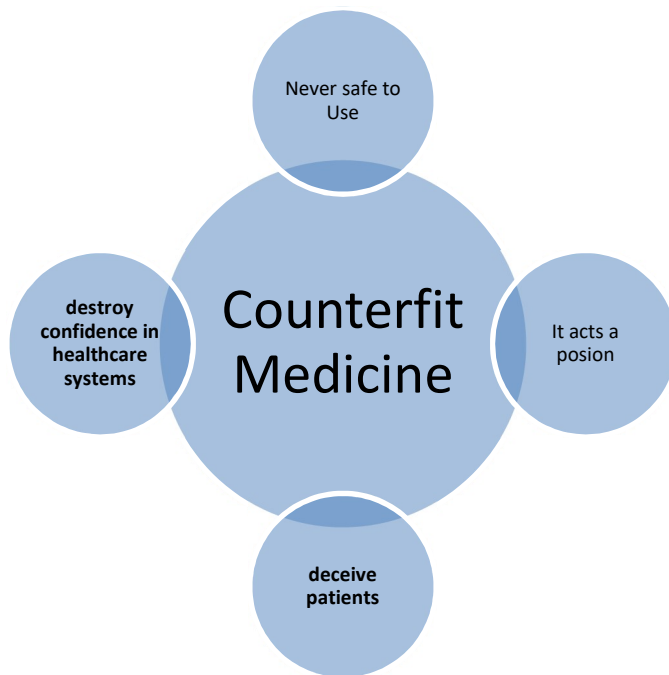 Never safe to
Use
destroy
confidence in
healthcare
systems
Counterfit
Medicine
It acts a
posion
deceive
patients